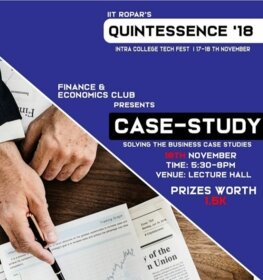 IIT ROPAR'S
QUINTESSENCE '18
INTRA COLLEGE TECH FEST | 17-18 TH NOVEMBER
FINANCE &
ECONOMICS CLUB
PRESENTS
CASE-STUDY
SOLVING THE BUSINESS CASE STUDIES
18TH NOVEMBER
TIME: 5:30-8PM
VENUE: LECTURE HALL
PRIZES WORTH
1.5K